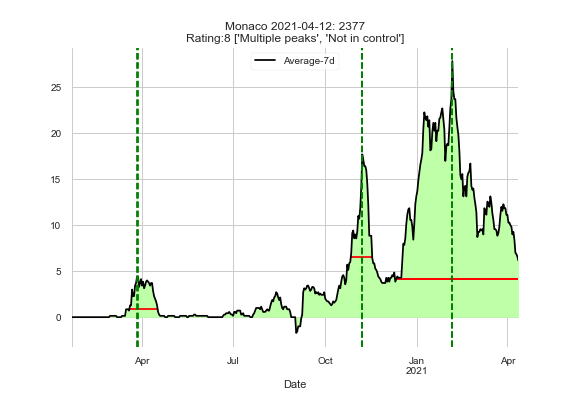 Monaco 2021-04-12: 2377
Rating:8 ['Multiple peaks', 'Not in control']
Average-7d
25
20
15
10
5
0
Apr Jul Oct Jan Apr
2021
Date